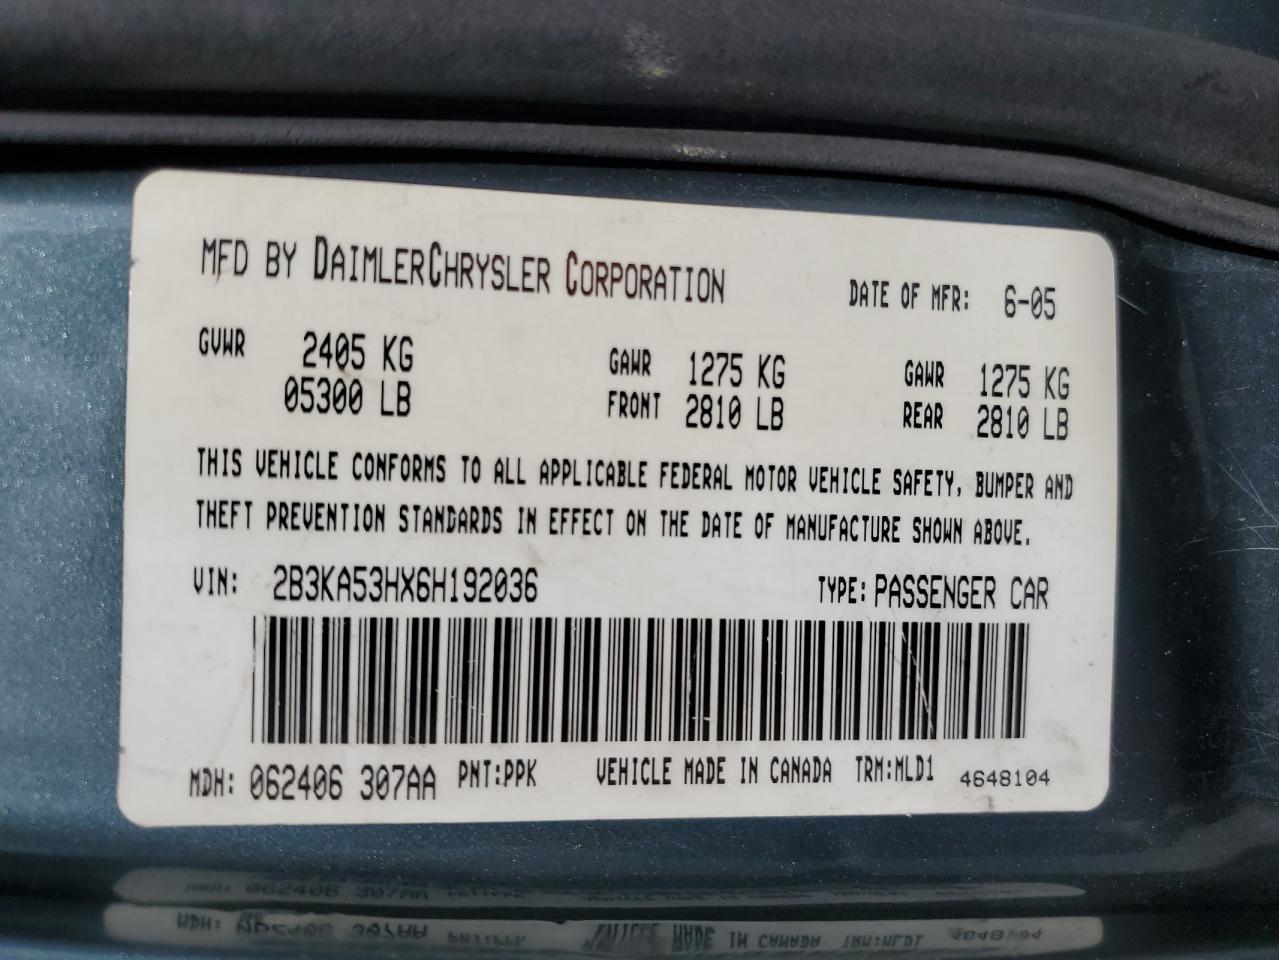 MFD BY DAIMLERCHRYSLER CORPORATION DATE OF MFR: 6-05
GVWR 2405 KG GAWR 1275 KG GAWR 1275 KG
05300 LB FRONT 2810 LB REAR 2810 LB
THIS VEHICLE CONFORMS TO ALL APPLICABLE FEDERAL MOTOR VEHICLE SAFETY, BUMPER AND
THEFT PREVENTION STANDARDS IN EFFECT ON THE DATE OF MANUFACTURE SHOWN ABOVE.
VIN: 2B3KA53HX6H192036 TYPE: PASSENGER CAR
MDH: 062406 307AA PNT:PPK VEHICLE MADE IN CANADA TRM:MLD1 4648104